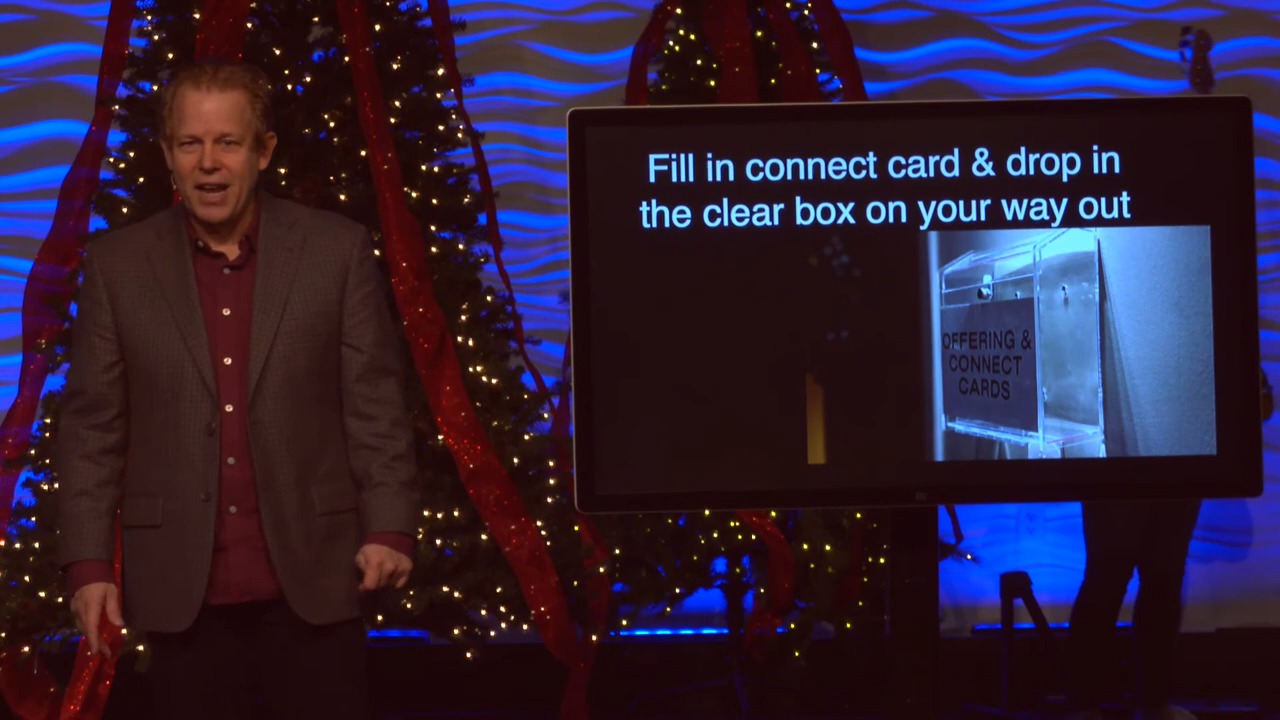 Fill in connect card & drop in
the clear box on your way out
OFFERING &
CONNECT
CARDS